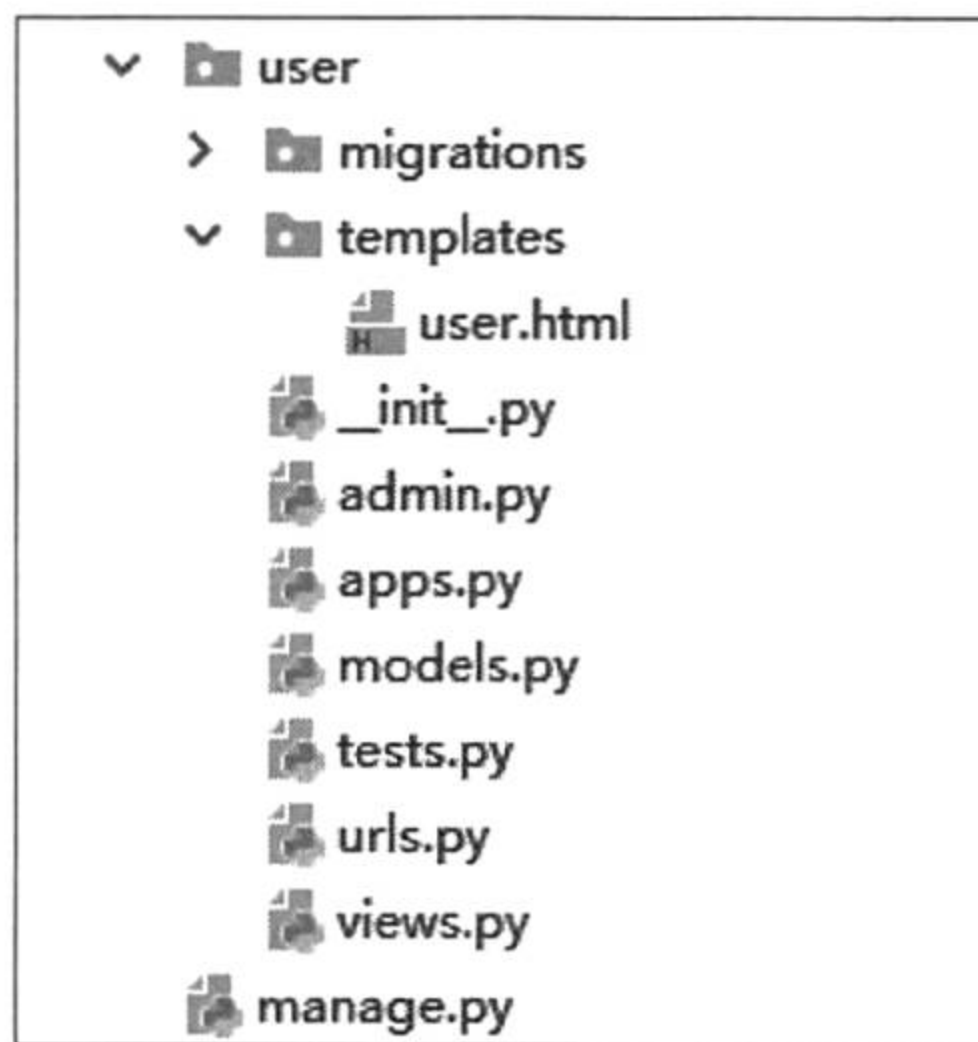 user
migrations
templates
user.html
__init__.py
admin.py
apps.py
models.py
tests.py
urls.py
views.py
manage.py